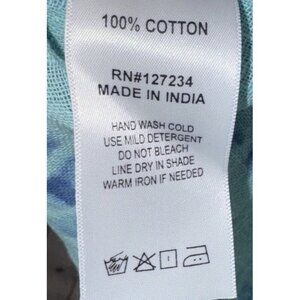 100% COTTON
RN#127234
MADE IN INDIA
HAND WASH COLD
USE MILD DETERGENT
DO NOT BLEACH
LINE DRY IN SHADE
WARM IRON IF NEEDED